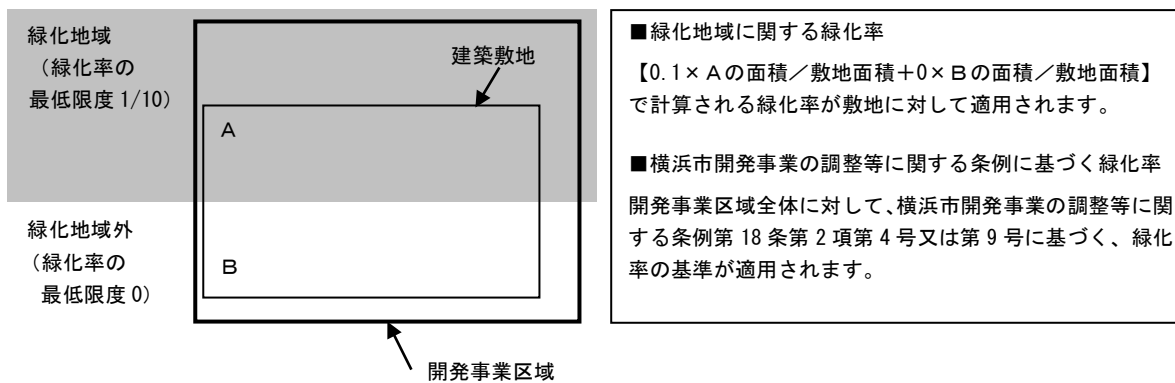 緑化地域
（緑化率の
最低限度 1/10）
建築敷地
A
緑化地域外
（緑化率の
最低限度 0）
B
開発事業区域
■緑化地域に関する緑化率
【0.1×Ａの面積／敷地面積＋0×Ｂの面積／敷地面積】
で計算される緑化率が敷地に対して適用されます。
■横浜市開発事業の調整等に関する条例に基づく緑化率
開発事業区域全体に対して、横浜市開発事業の調整等に関
する条例第 18 条第 2 項第 4 号又は第 9 号に基づく、緑化
率の基準が適用されます。